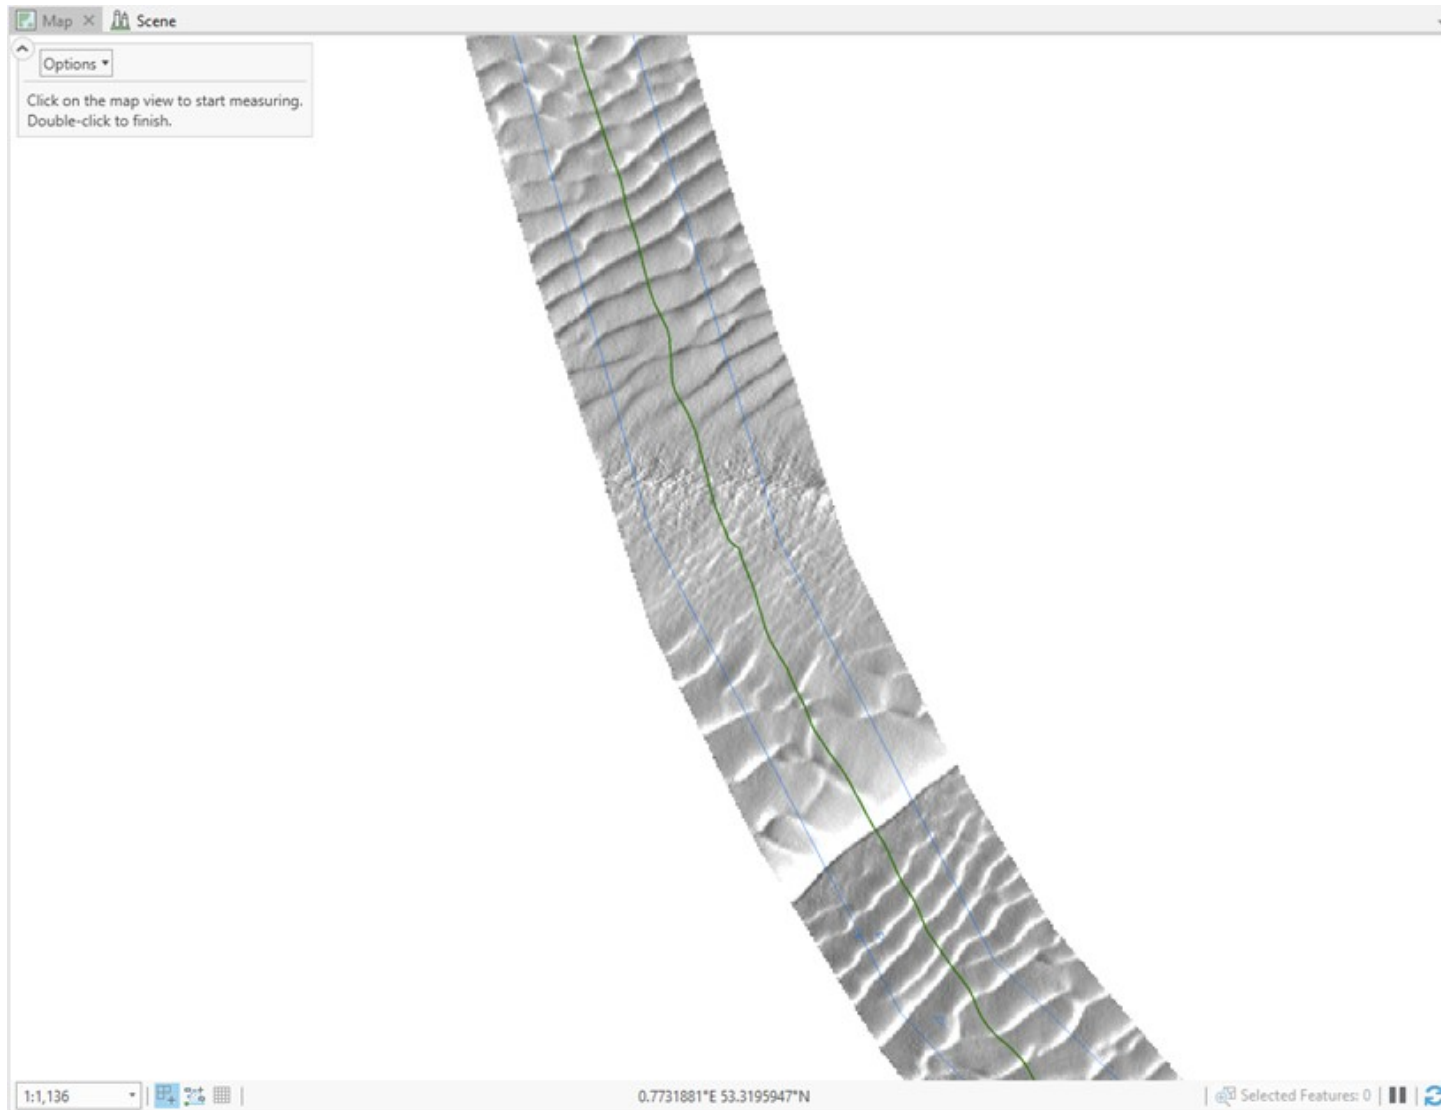 Map
Scene
Options
Click on the map view to start measuring.
Double-click to finish.
1:1,136
0.7731881°E 53.3195947°N
Selected Features: 0